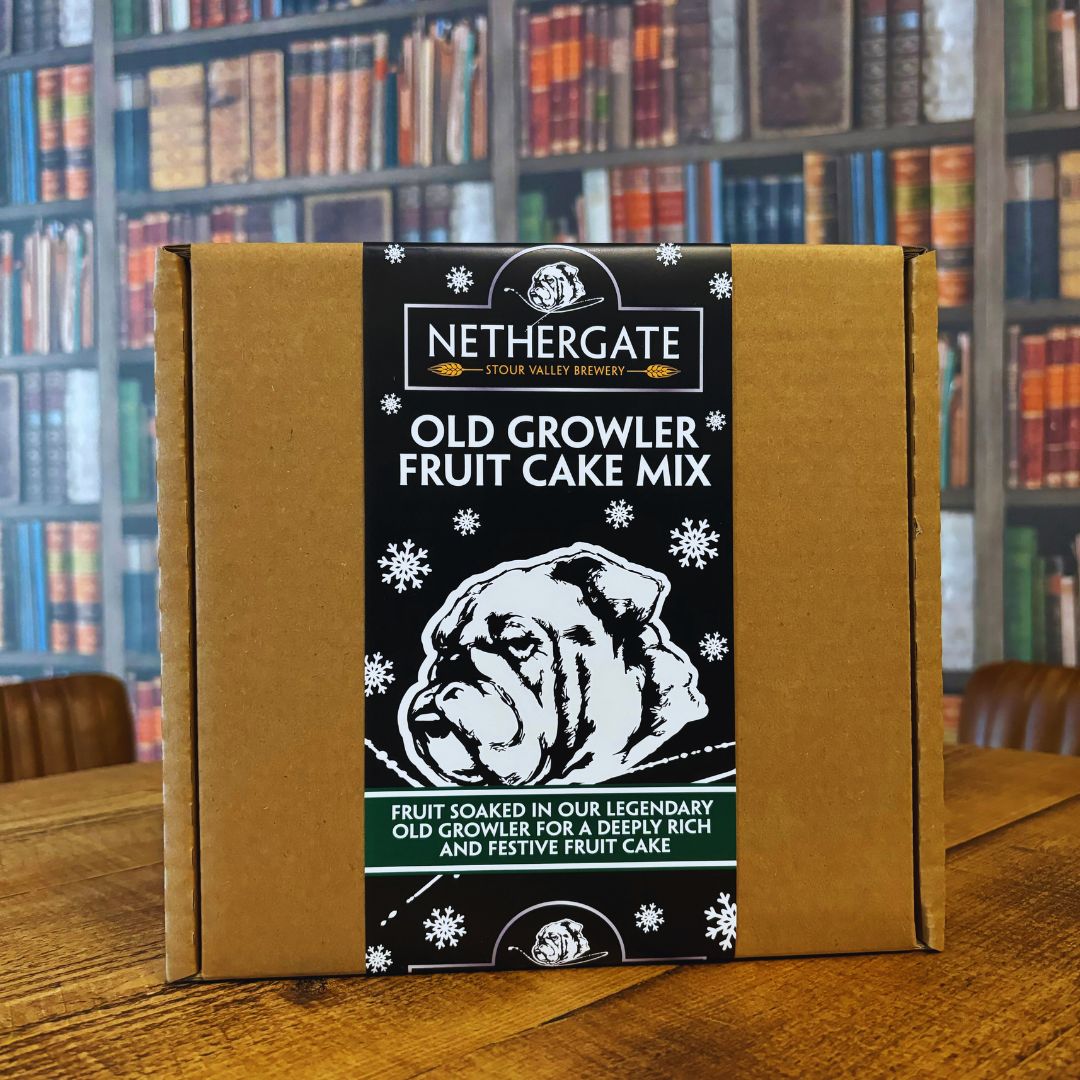 NETHERGATE
STOUR VALLEY BREWERY
OLD GROWLER
FRUIT CAKE MIX
FRUIT SOAKED IN OUR LEGENDARY
OLD GROWLER FOR A DEEPLY RICH
AND FESTIVE FRUIT CAKE